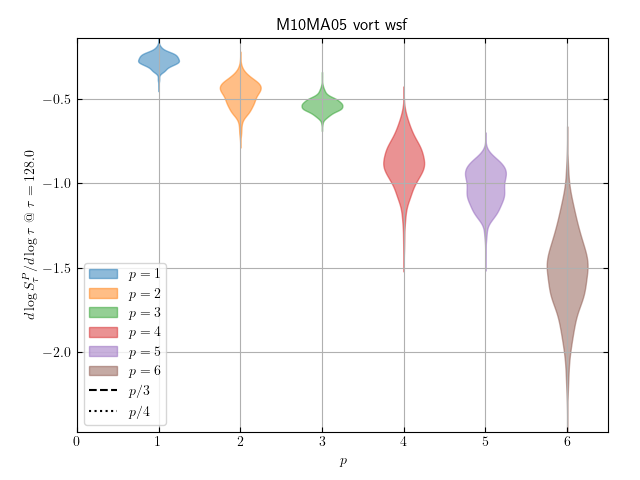 M10MA05 vort wsf
d log S_τ^P / d log τ @ τ = 128.0
−0.5
−1.0
−1.5
−2.0
p = 1
p = 2
p = 3
p = 4
p = 5
p = 6
p/3
p/4
0 1 2 3 4 5 6
p